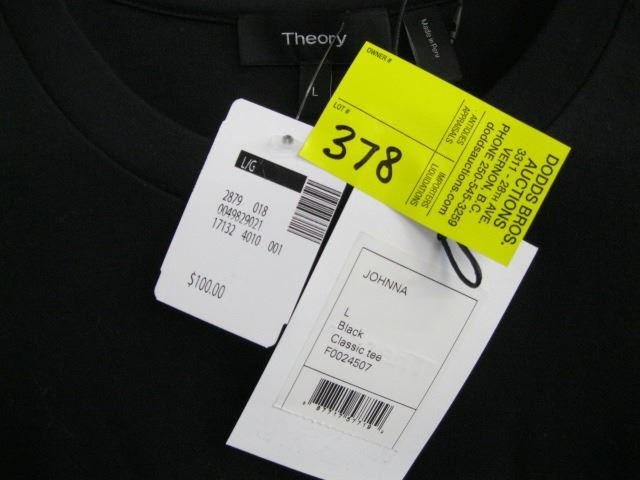 Theory
L
Made in Peru
OWNER #
LOT #
378
ANTIQUES
APPRAISALS
IMPORTERS
LIQUIDATIONS
DODDS BROS.
AUCTIONS
3311 - 28TH AVE.
VERNON, B.C.
PHONE 250-545-3259
doddsauctions.com
L/G
2879 018
0049829021
17132 4010 001
$100.00
JOHNNA
L
Black
Classic tee
F0024507